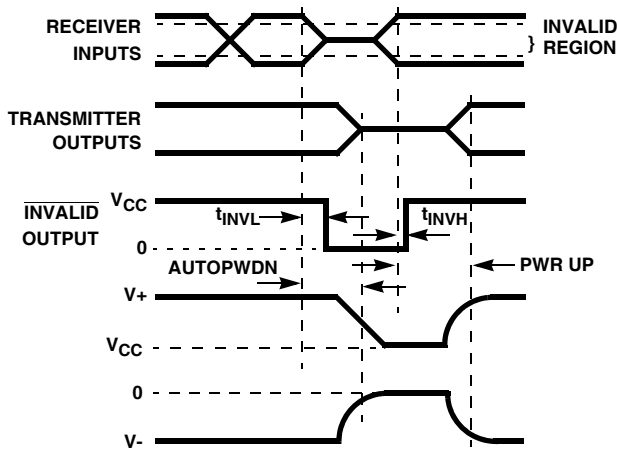 RECEIVER
INPUTS
INVALID
} REGION
TRANSMITTER
OUTPUTS
INVALID
OUTPUT
VCC
0
tINVL
tINVH
AUTOPWDN
PWR UP
V+
VCC
0
V-